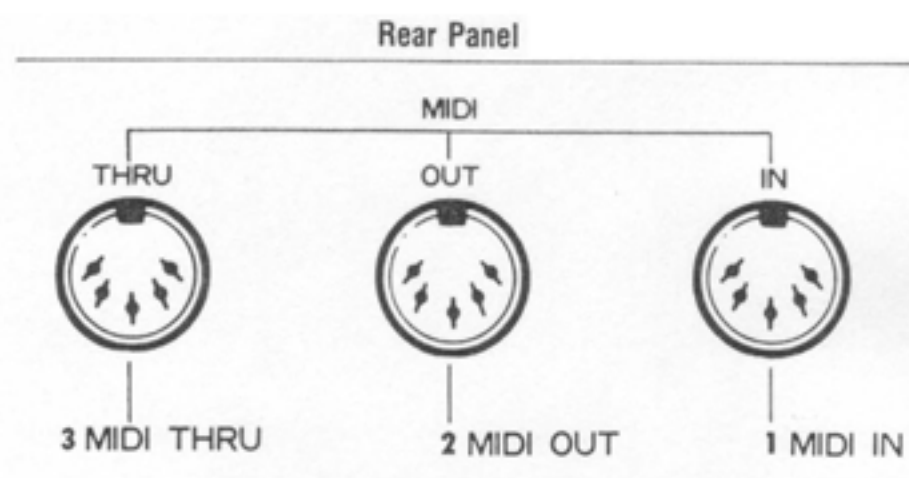 Rear Panel
MIDI
THRU OUT IN
3 MIDI THRU 2 MIDI OUT 1 MIDI IN